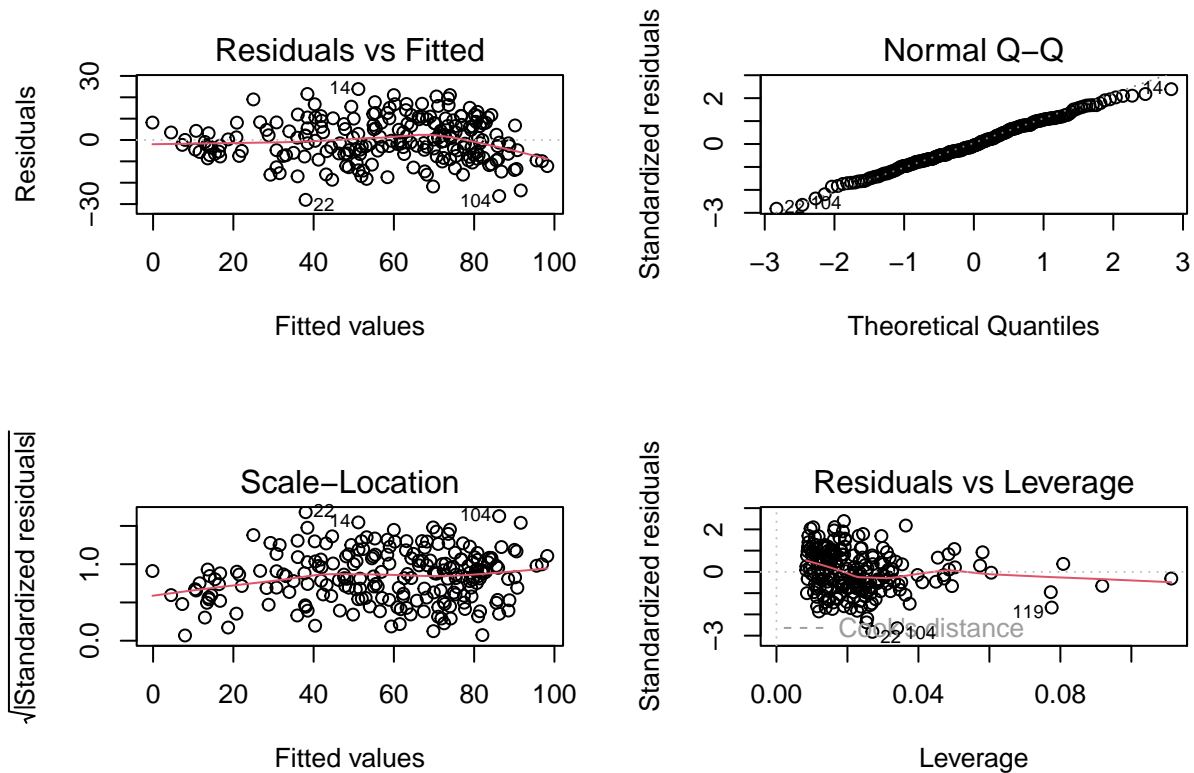 Residuals vs Fitted
Residuals
30
0
−30
14
22
104
0 20 40 60 80 100
Fitted values
Normal Q−Q
Standardized residuals
2
0
−3
14
22
104
−3 −2 −1 0 1 2 3
Theoretical Quantiles
Scale−Location
√|Standardized residuals|
1.0
0.0
22
14
104
0 20 40 60 80 100
Fitted values
Residuals vs Leverage
Standardized residuals
2
0
−3
119
Cook's distance
22
104
0.00 0.04 0.08
Leverage